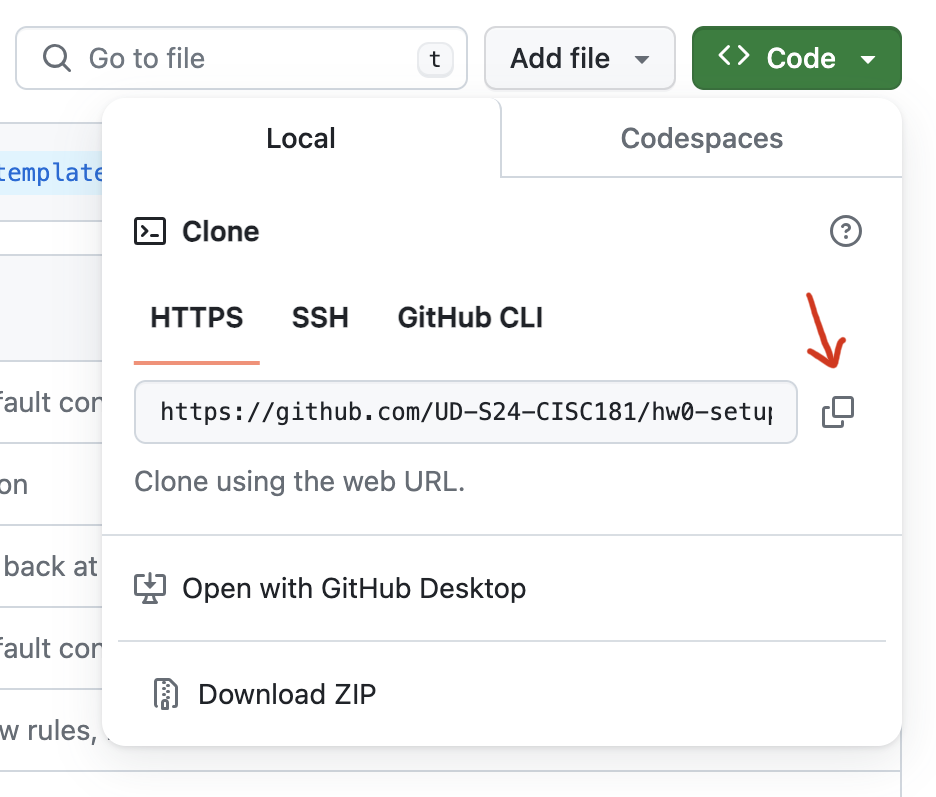 Go to file
t
Add file
<> Code
Local
Codespaces
template
Clone
HTTPS
SSH
GitHub CLI
fault con
https://github.com/UD-S24-CISC181/hw0-setup
on
Clone using the web URL.
back at
Open with GitHub Desktop
fault con
Download ZIP
w rules,